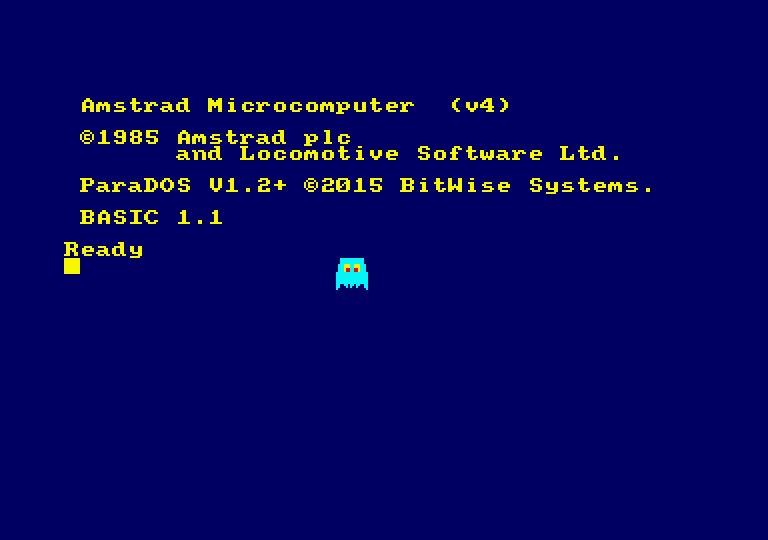 Amstrad Microcomputer (v4)
©1985 Amstrad plc
and Locomotive Software Ltd.
ParaDOS V1.2+ ©2015 BitWise Systems.
BASIC 1.1
Ready